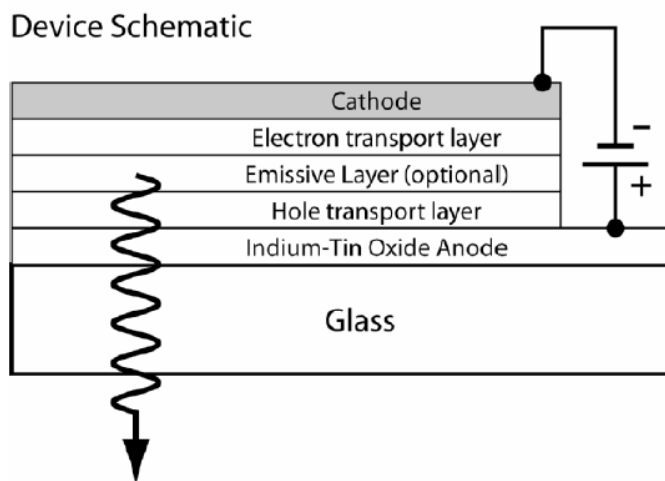 Device Schematic
Cathode
Electron transport layer
Emissive Layer (optional)
Hole transport layer
Indium-Tin Oxide Anode
Glass
-
+